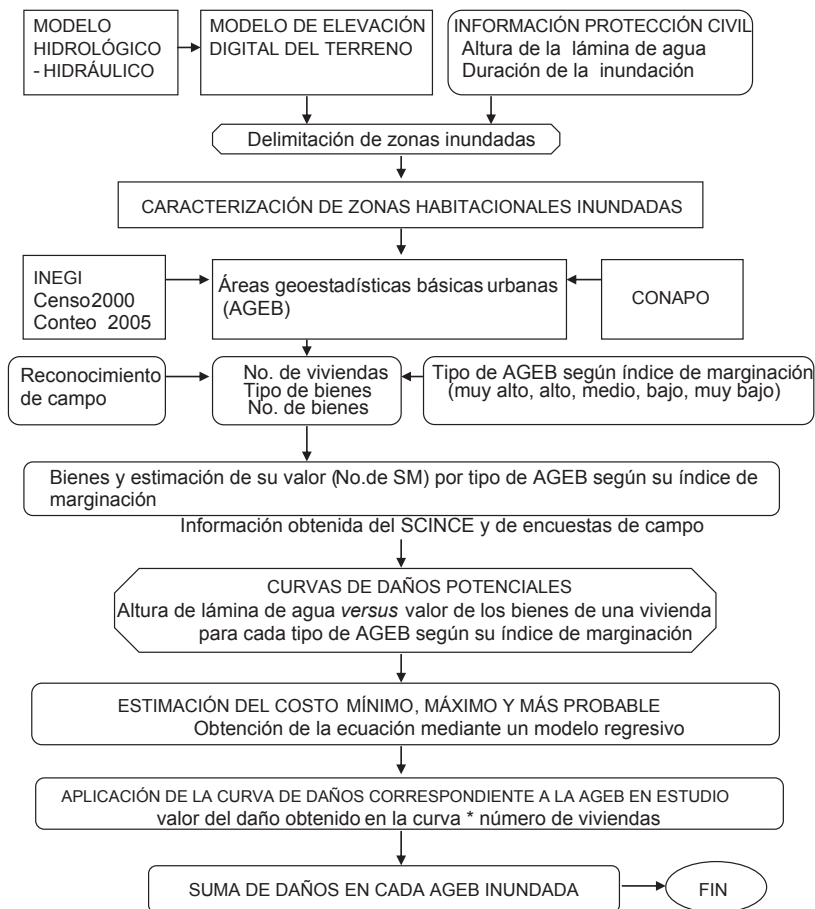 MODELO
HIDROLÓGICO
- HIDRÁULICO
MODELO DE ELEVACIÓN
DIGITAL DEL TERRENO
INFORMACIÓN PROTECCIÓN CIVIL
Altura de la lámina de agua
Duración de la inundación
Delimitación de zonas inundadas
CARACTERIZACIÓN DE ZONAS HABITACIONALES INUNDADAS
INEGI
Censo2000
Conteo 2005
Áreas geoestadísticas básicas urbanas
(AGEB)
CONAPO
Reconocimiento
de campo
No. de viviendas
Tipo de bienes
No. de bienes
Tipo de AGEB según índice de marginación
(muy alto, alto, medio, bajo, muy bajo)
Bienes y estimación de su valor (No.de SM) por tipo de AGEB según su índice de
marginación
Información obtenida del SCINCE y de encuestas de campo
CURVAS DE DAÑOS POTENCIALES
Altura de lámina de agua versus valor de los bienes de una vivienda
para cada tipo de AGEB según su índice de marginación
ESTIMACIÓN DEL COSTO MÍNIMO, MÁXIMO Y MÁS PROBABLE
Obtención de la ecuación mediante un modelo regresivo
APLICACIÓN DE LA CURVA DE DAÑOS CORRESPONDIENTE A LA AGEB EN ESTUDIO
valor del daño obtenido en la curva * número de viviendas
SUMA DE DAÑOS EN CADA AGEB INUNDADA
FIN